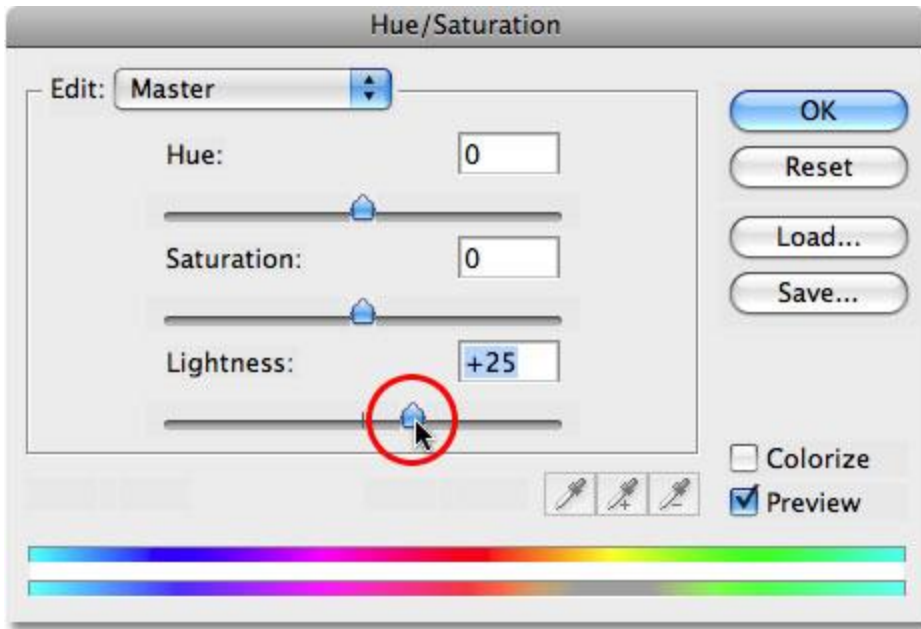 Hue/Saturation
Edit: Master
Hue: 0
Saturation: 0
Lightness: +25
OK
Reset
Load...
Save...
Colorize
Preview